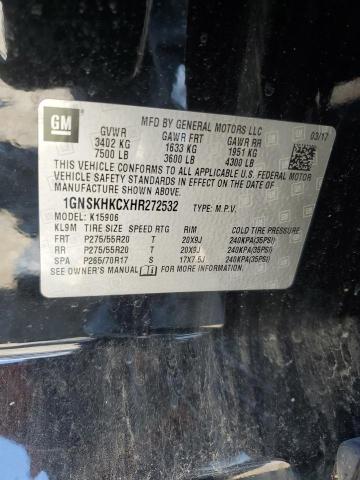 GM
MFD BY GENERAL MOTORS LLC 03/17
GVWR GAWR FRT GAWR RR
3402 KG 1633 KG 1951 KG
7500 LB 3600 LB 4300 LB
THIS VEHICLE CONFORMS TO ALL APPLICABLE U.S. FEDERAL MOTOR
VEHICLE SAFETY STANDARDS IN EFFECT ON THE DATE OF
MANUFACTURE SHOWN ABOVE.
1GNSKHKCXHR272532 TYPE: M.P.V.
MODEL: K15906
KL9M TIRE SIZE SPEED RTG RIM COLD TIRE PRESSURE
FRT P275/55R20 T 20X9J 240KPA(35PSI)
RR P275/55R20 T 20X9J 240KPA(35PSI)
SPA P265/70R17 S 17X7.5J 240KPA(35PSI)
SEE OWNER'S MANUAL FOR MORE INFORMATION.